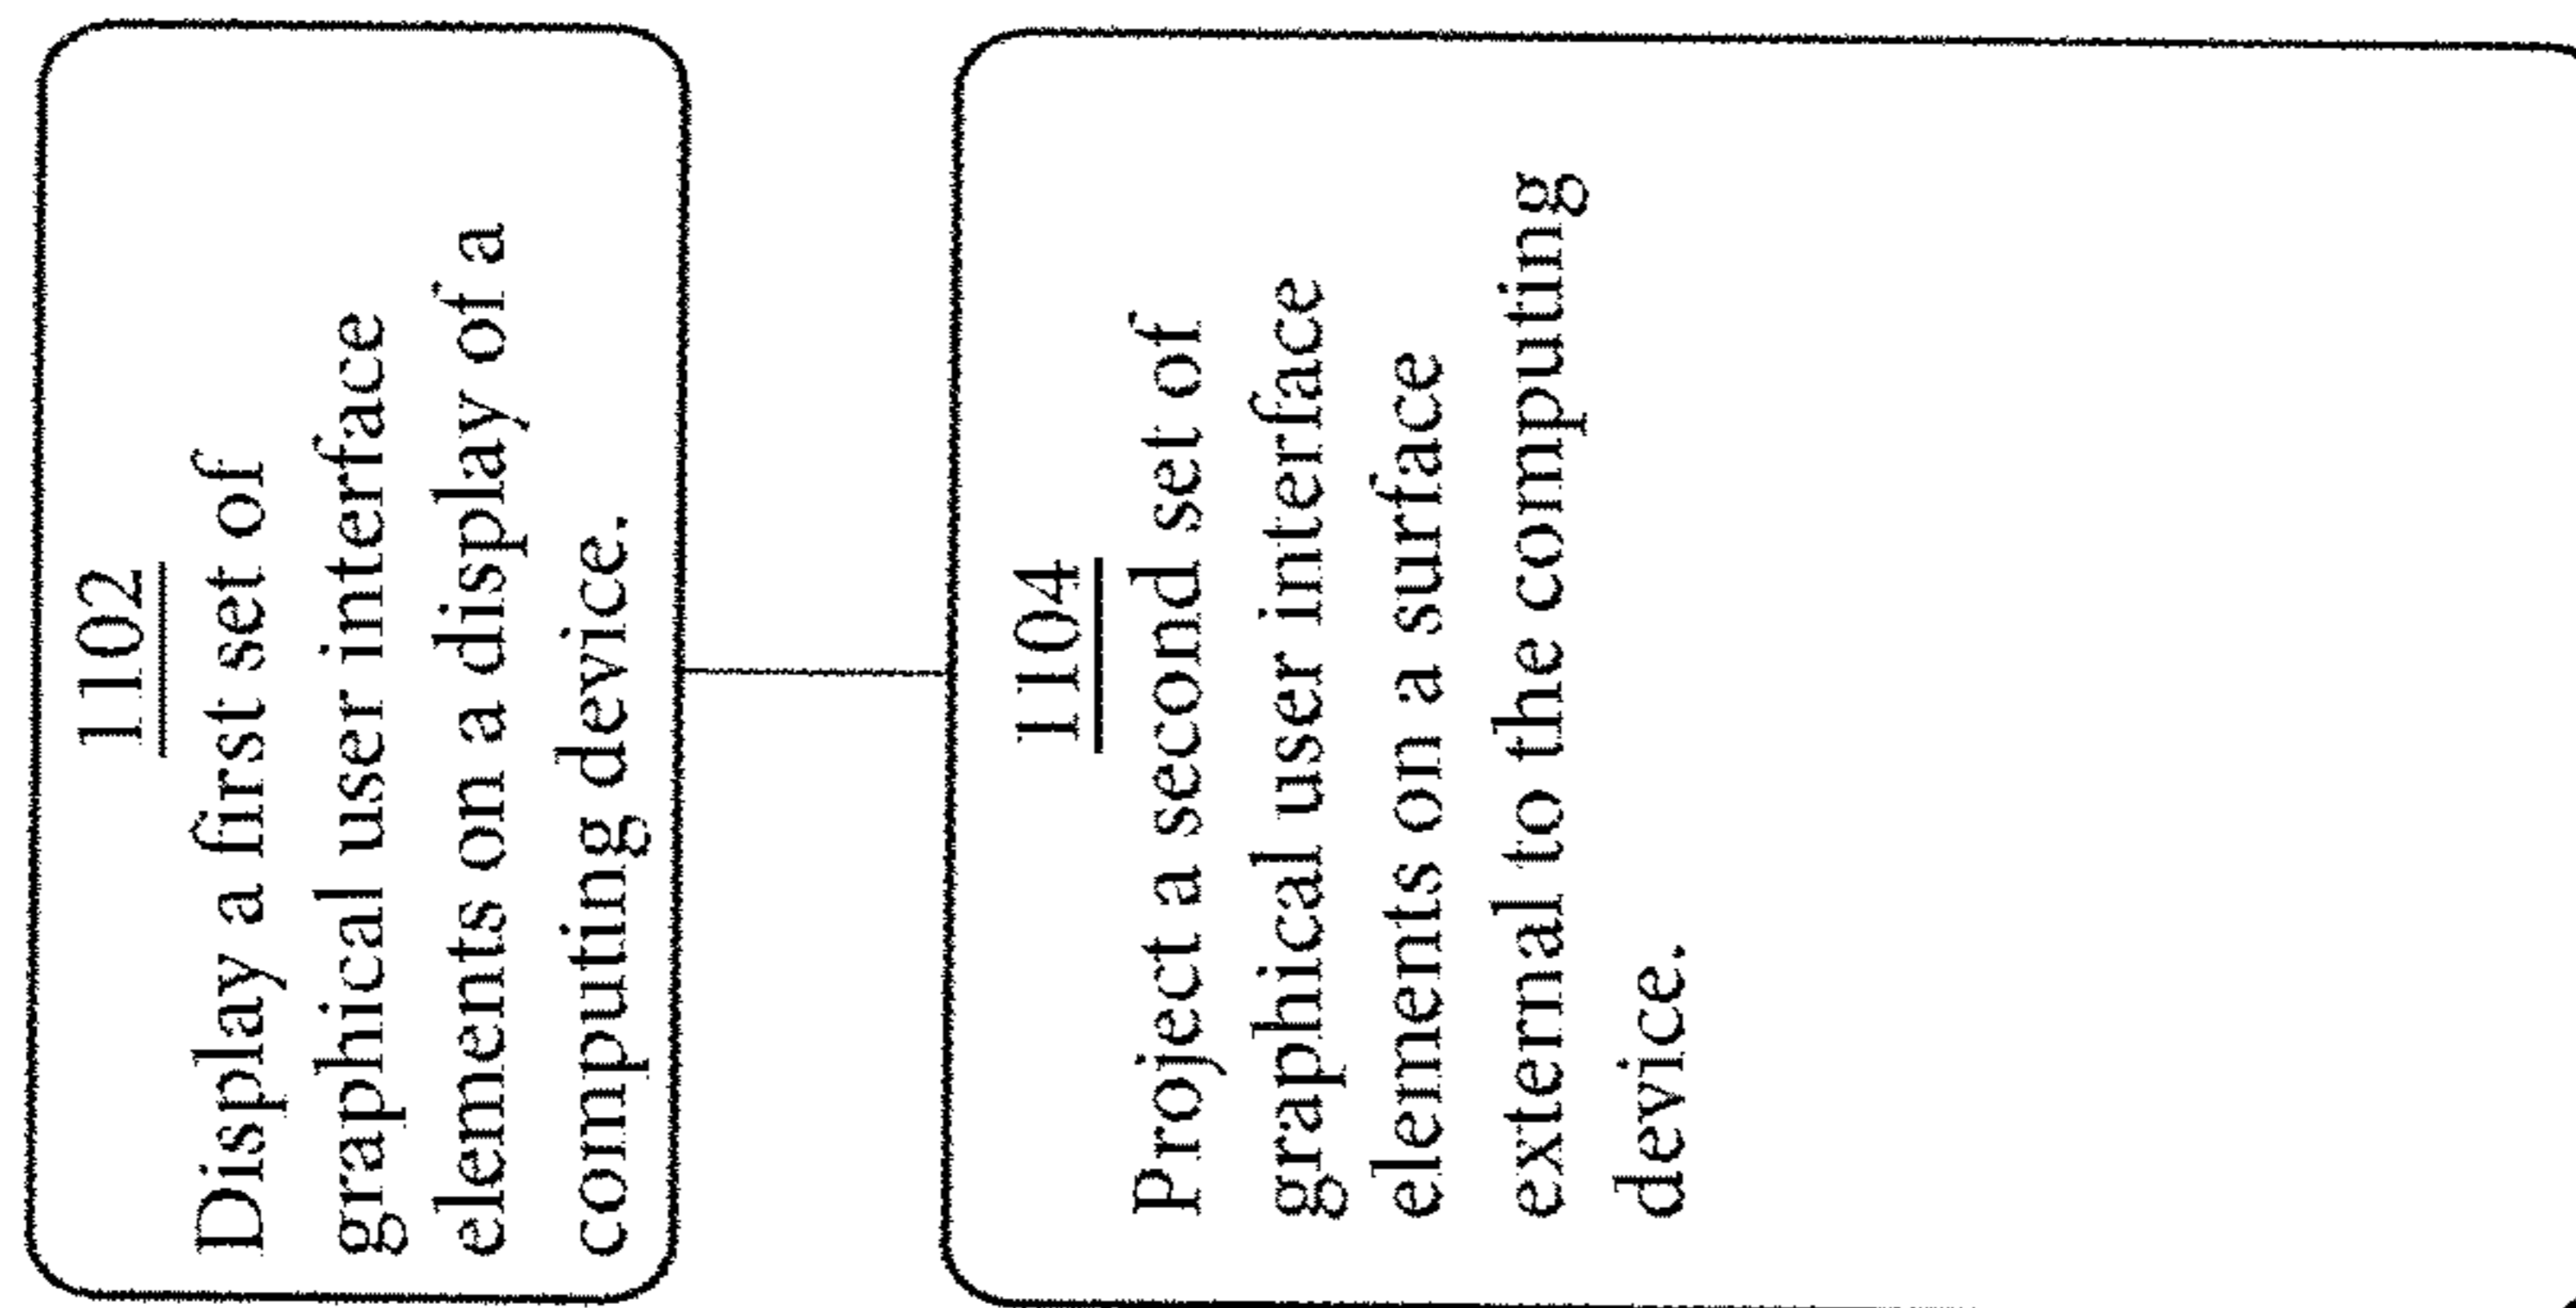 1102
Display a first set of
graphical user interface
elements on a display of a
computing device.
1104
Project a second set of
graphical user interface
elements on a surface
external to the computing
device.